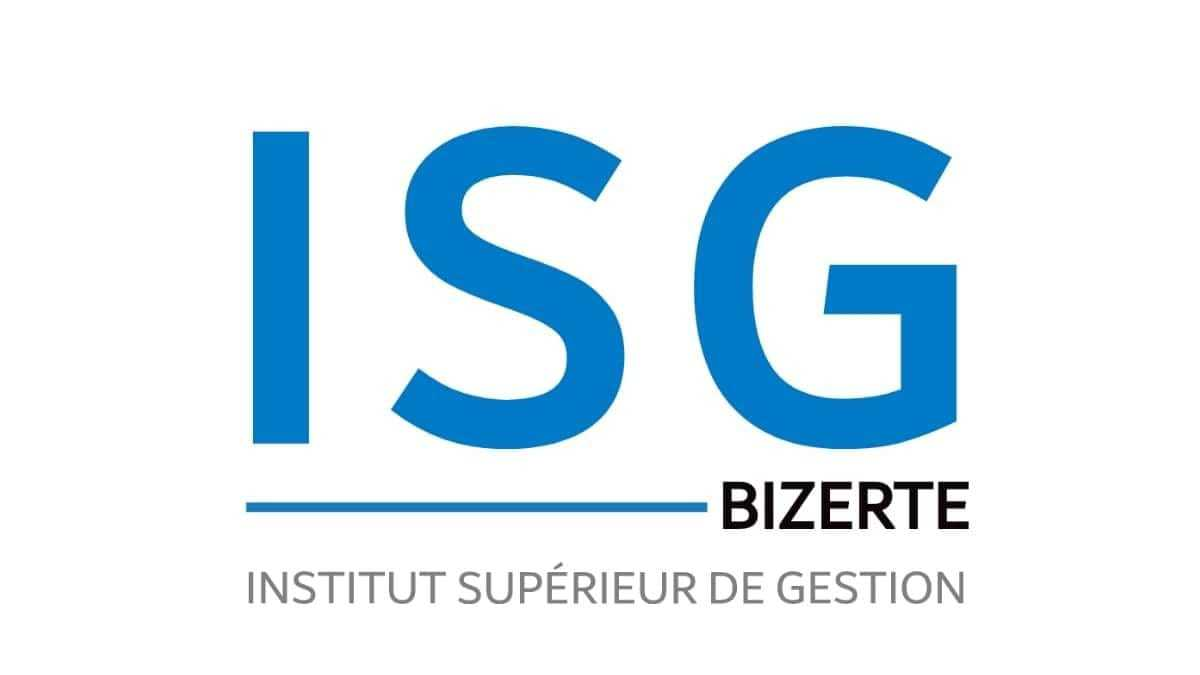 ISG
BIZERTE
INSTITUT SUPÉRIEUR DE GESTION